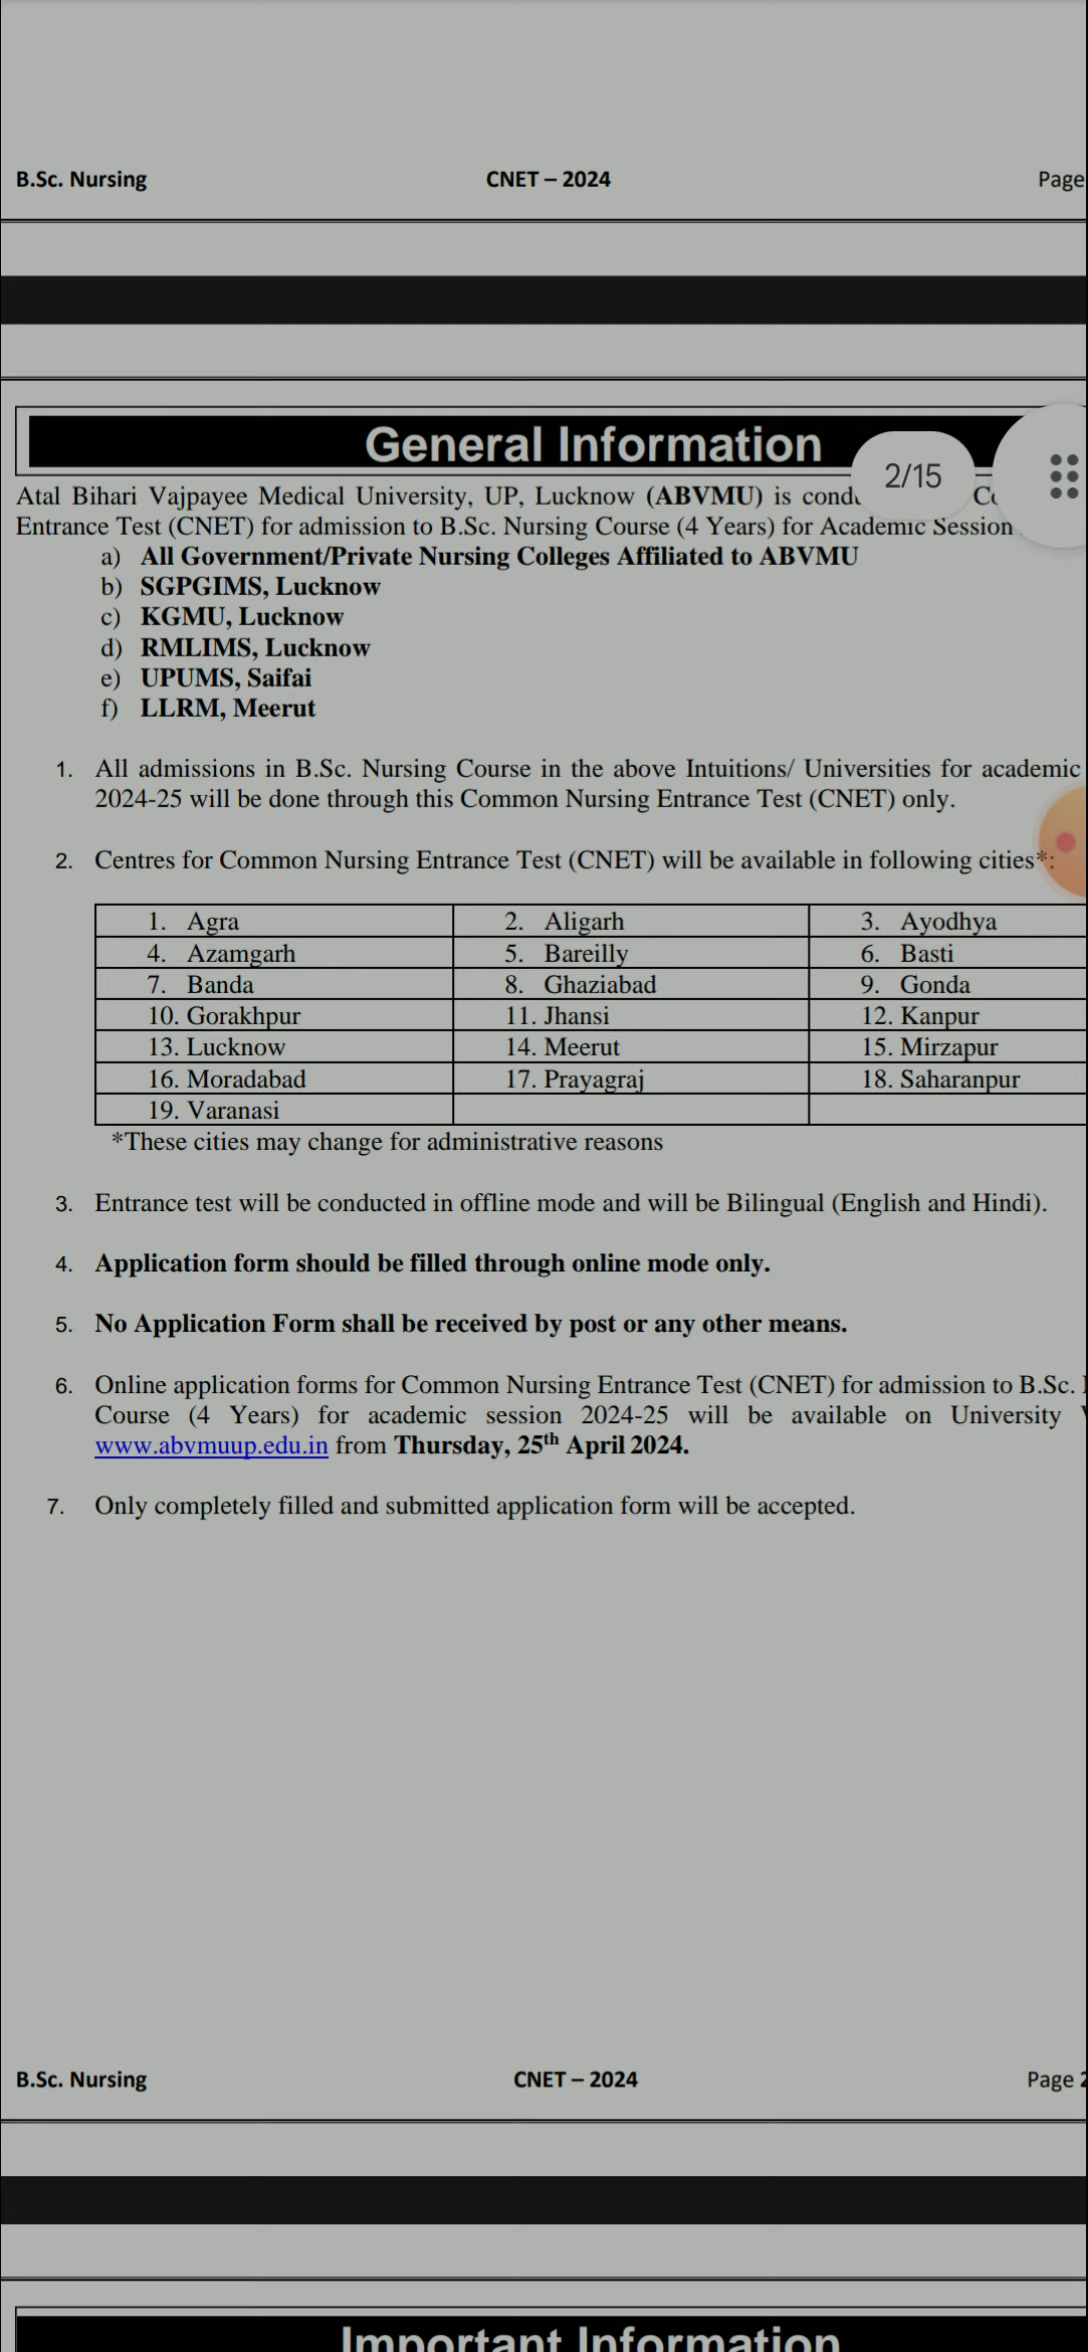 B.Sc. Nursing CNET – 2024 Page
General Information
2/15
Atal Bihari Vajpayee Medical University, UP, Lucknow (ABVMU) is
Entrance Test (CNET) for admission to B.Sc. Nursing Course (4 Years) for Academic Session
a) All Government/Private Nursing Colleges Affiliated to ABVMU
b) SGPGIMS, Lucknow
c) KGMU, Lucknow
d) RMLIMS, Lucknow
e) UPUMS, Saifai
f) LLRM, Meerut
1. All admissions in B.Sc. Nursing Course in the above Intuitions/ Universities for academic
2024-25 will be done through this Common Nursing Entrance Test (CNET) only.
2. Centres for Common Nursing Entrance Test (CNET) will be available in following cities*:
1. Agra 2. Aligarh 3. Ayodhya
4. Azamgarh 5. Bareilly 6. Basti
7. Banda 8. Ghaziabad 9. Gonda
10. Gorakhpur 11. Jhansi 12. Kanpur
13. Lucknow 14. Meerut 15. Mirzapur
16. Moradabad 17. Prayagraj 18. Saharanpur
19. Varanasi
*These cities may change for administrative reasons
3. Entrance test will be conducted in offline mode and will be Bilingual (English and Hindi).
4. Application form should be filled through online mode only.
5. No Application Form shall be received by post or any other means.
6. Online application forms for Common Nursing Entrance Test (CNET) for admission to B.Sc.
Course (4 Years) for academic session 2024-25 will be available on University
www.abvmuup.edu.in from Thursday, 25th April 2024.
7. Only completely filled and submitted application form will be accepted.
B.Sc. Nursing CNET – 2024 Page 2
Important Information